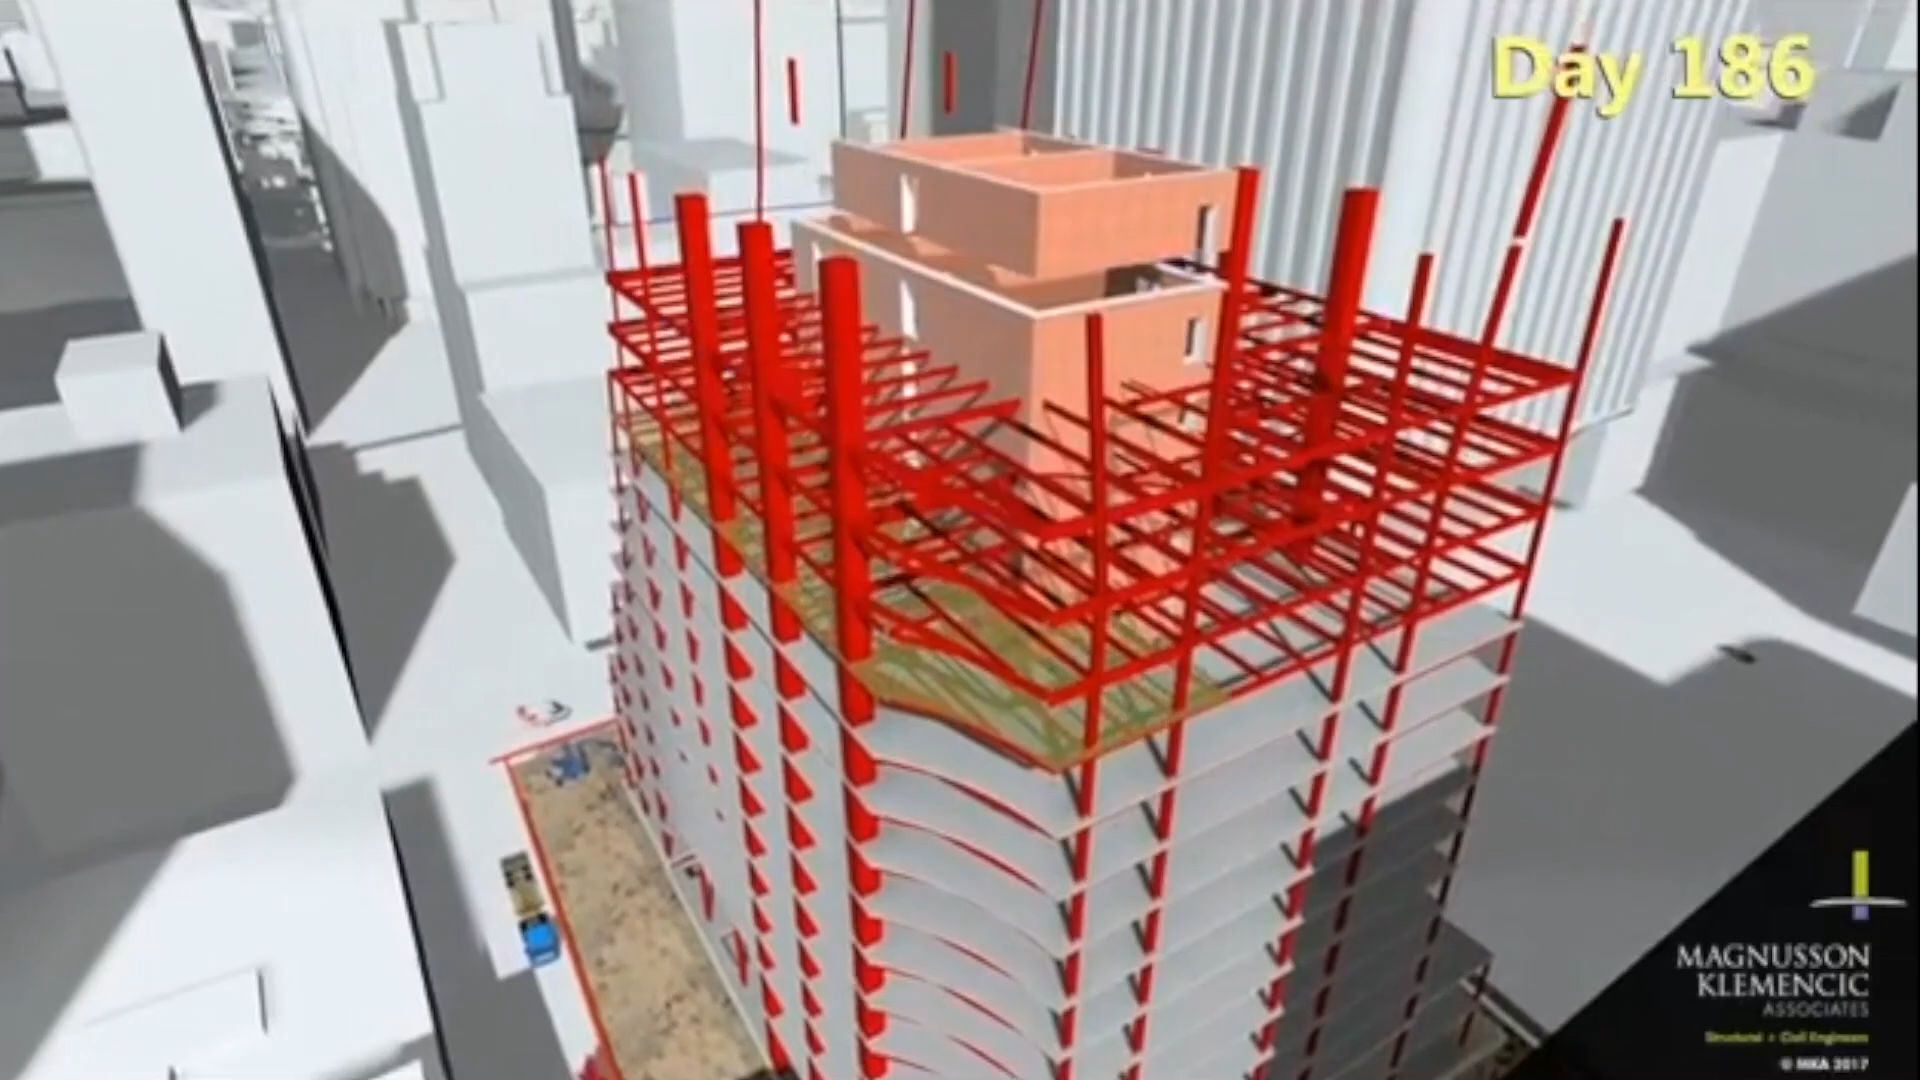 Day 186
MAGNUSSON
KLEMENCIC
ASSOCIATES
Structural + Civil Engineers
© MKA 2017